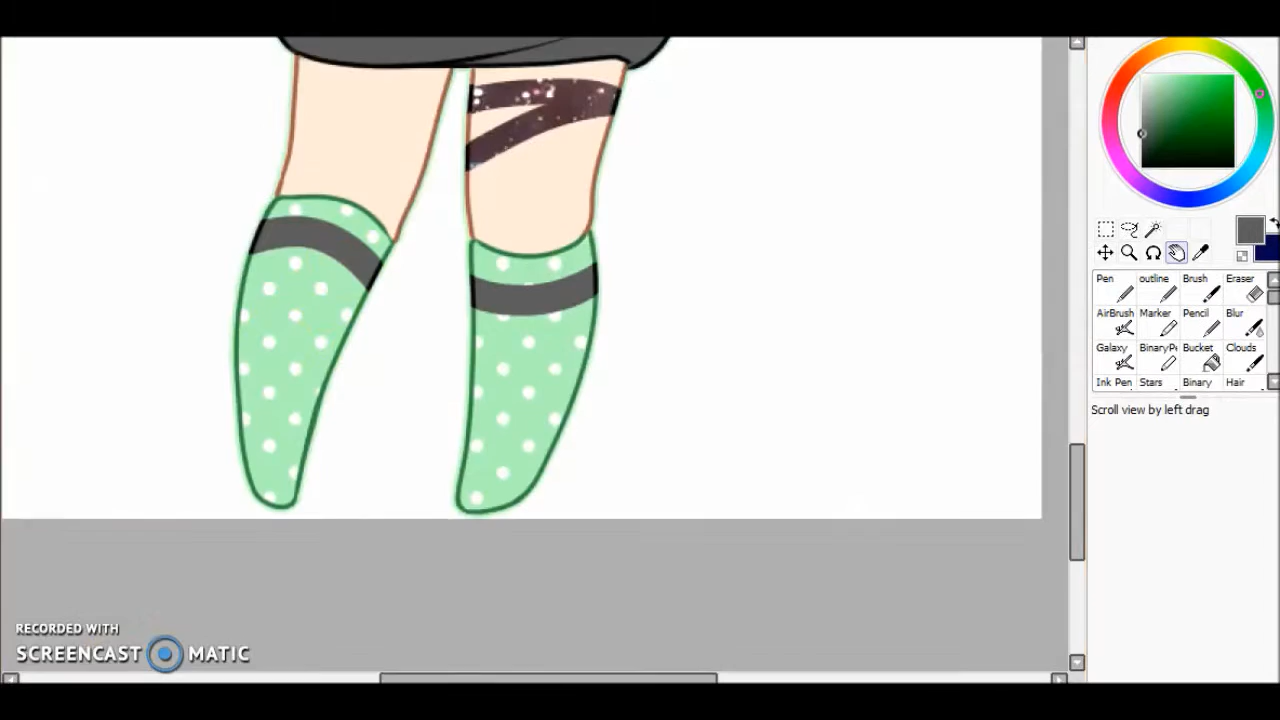 Pen outline Brush Eraser
AirBrush Marker Pencil Blur
Galaxy BinaryPe Bucket Clouds
Ink Pen Stars Binary Hair
Scroll view by left drag
RECORDED WITH
SCREENCAST MATIC